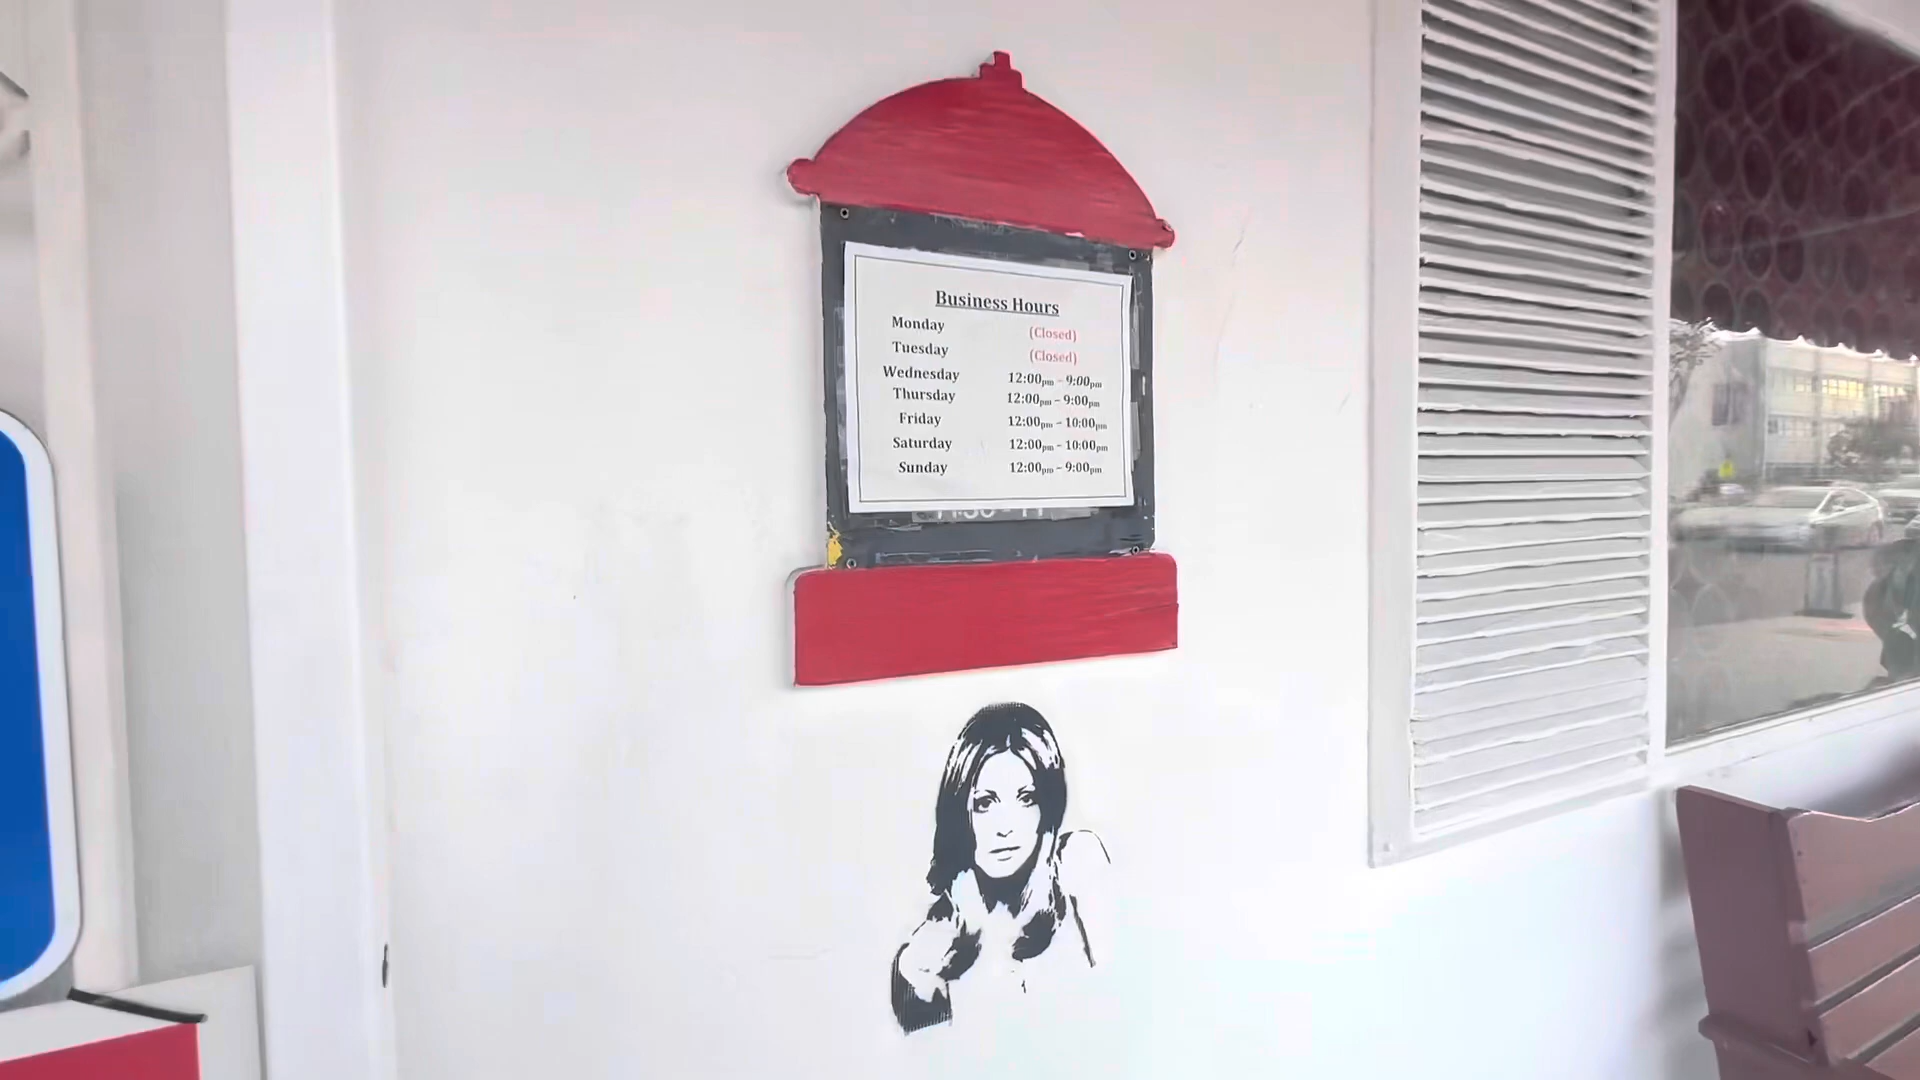 Business Hours
Monday (Closed)
Tuesday (Closed)
Wednesday 12:00pm – 9:00pm
Thursday 12:00pm – 9:00pm
Friday 12:00pm – 10:00pm
Saturday 12:00pm – 10:00pm
Sunday 12:00pm – 9:00pm